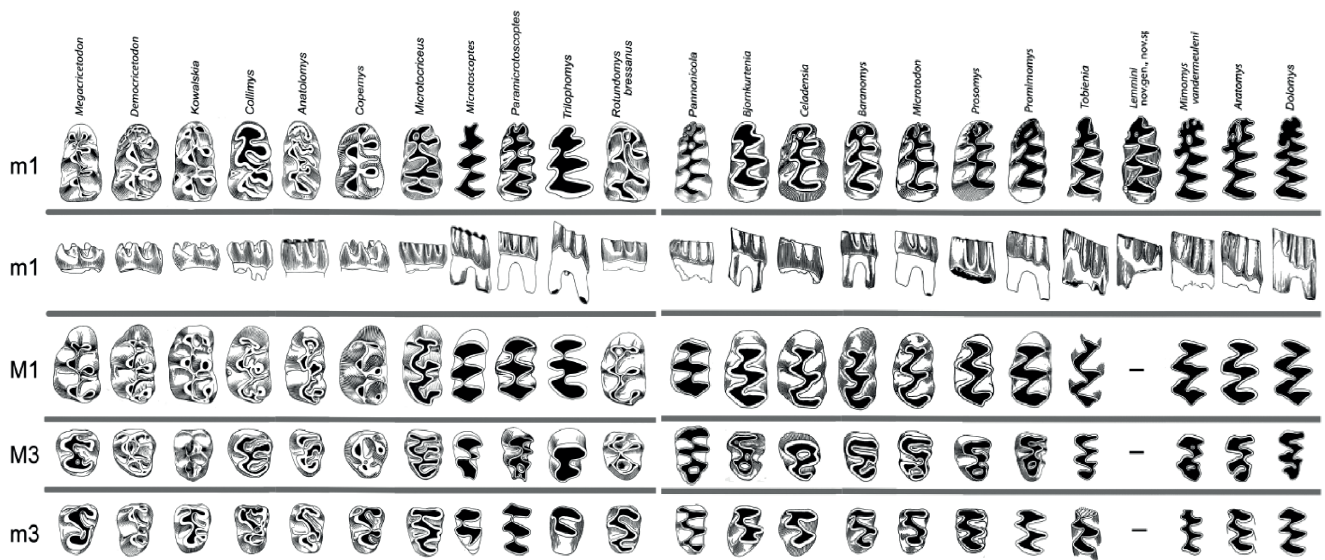 Megacricetodon
Democricetodon
Kowalskia
Collimys
Anatolomys
Copemys
Microtocriceus
Microtoscoptes
Paramicrotoscoptes
Trilophomys
Rotundomys
bressanus
Pannonicola
Bjornkurtenia
Celadensia
Baranomys
Microtodon
Prosomys
Promimomys
Tobienia
Lemmini
nov.gen., nov.sp
Mimomys
vandermeuleni
Aratomys
Dolomys
m1
m1
M1
–
M3
–
m3
–